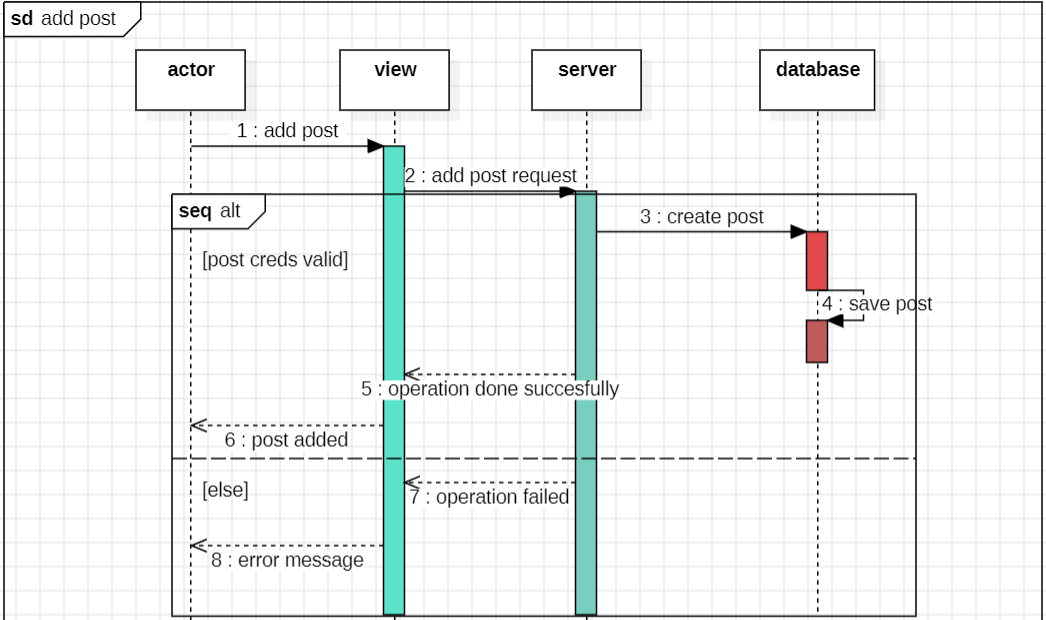 sd add post
actor
view
server
database
1 : add post
2 : add post request
seq alt
3 : create post
[post creds valid]
4 : save post
5 : operation done succesfully
6 : post added
[else]
7 : operation failed
8 : error message